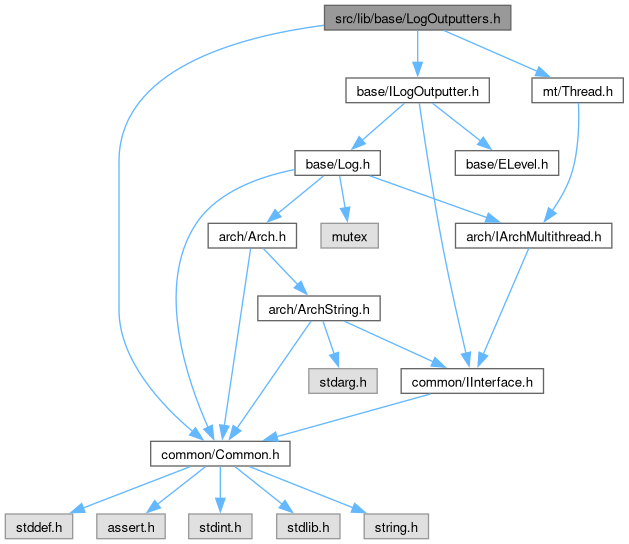 src/lib/base/LogOutputters.h
base/ILogOutputter.h
mt/Thread.h
base/Log.h
base/ELevel.h
arch/Arch.h
mutex
arch/IArchMultithread.h
arch/ArchString.h
stdarg.h
common/IInterface.h
common/Common.h
stddef.h
assert.h
stdint.h
stdlib.h
string.h